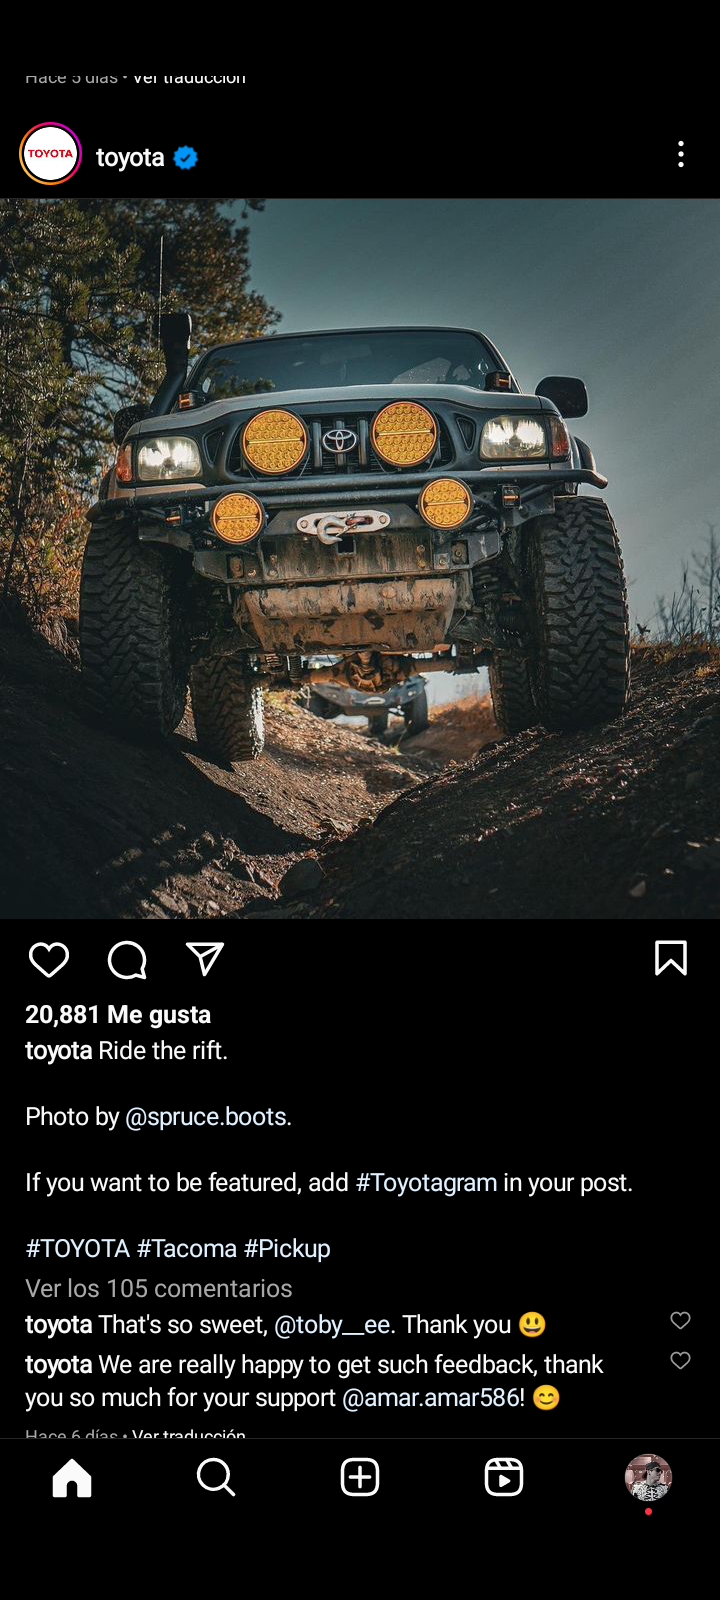 Hace 5 días • Ver traducción
TOYOTA
toyota
20,881 Me gusta
toyota Ride the rift.
Photo by @spruce.boots.
If you want to be featured, add #Toyotagram in your post.
#TOYOTA #Tacoma #Pickup
Ver los 105 comentarios
toyota That's so sweet, @toby__ee. Thank you 😃
toyota We are really happy to get such feedback, thank
you so much for your support @amar.amar586! 😊
Hace 6 días • Ver traducción